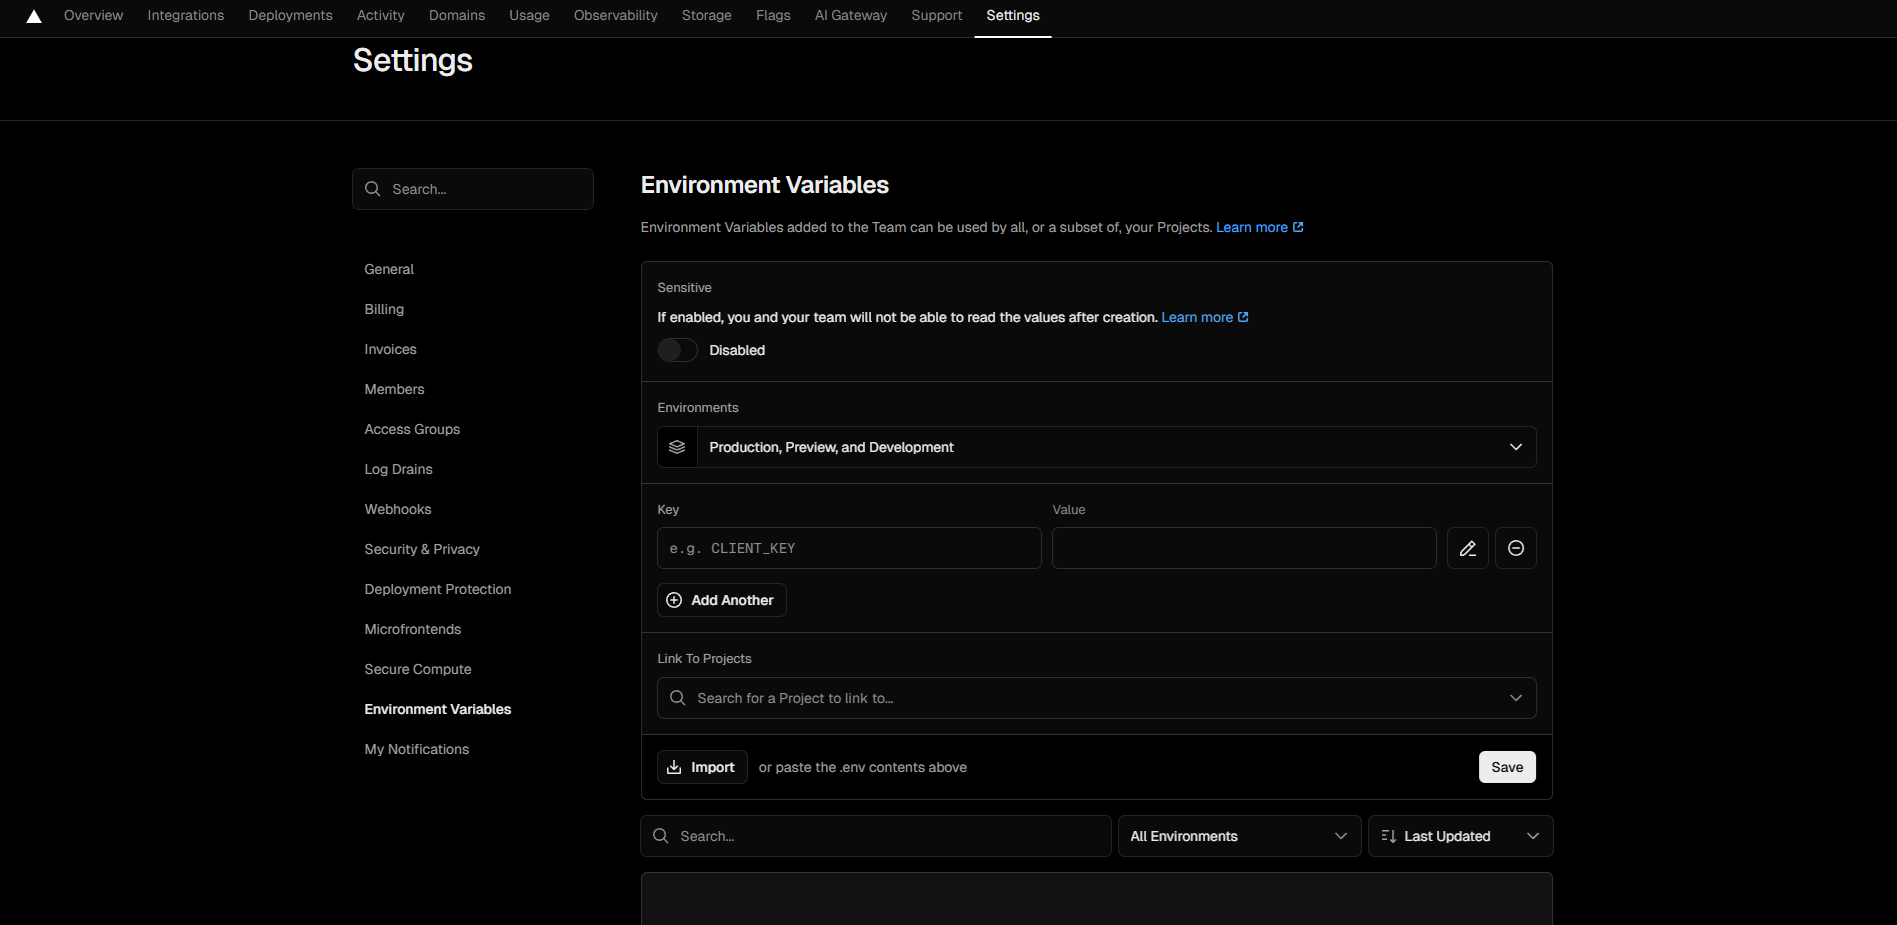 Overview Integrations Deployments Activity Domains Usage Observability Storage Flags AI Gateway Support Settings
Settings
Search...
General
Billing
Invoices
Members
Access Groups
Log Drains
Webhooks
Security & Privacy
Deployment Protection
Microfrontends
Secure Compute
Environment Variables
My Notifications
Environment Variables
Environment Variables added to the Team can be used by all, or a subset of, your Projects. Learn more
Sensitive
If enabled, you and your team will not be able to read the values after creation. Learn more
Disabled
Environments
Production, Preview, and Development
Key Value
e.g. CLIENT_KEY
Add Another
Link To Projects
Search for a Project to link to...
Import or paste the .env contents above Save
Search... All Environments Last Updated